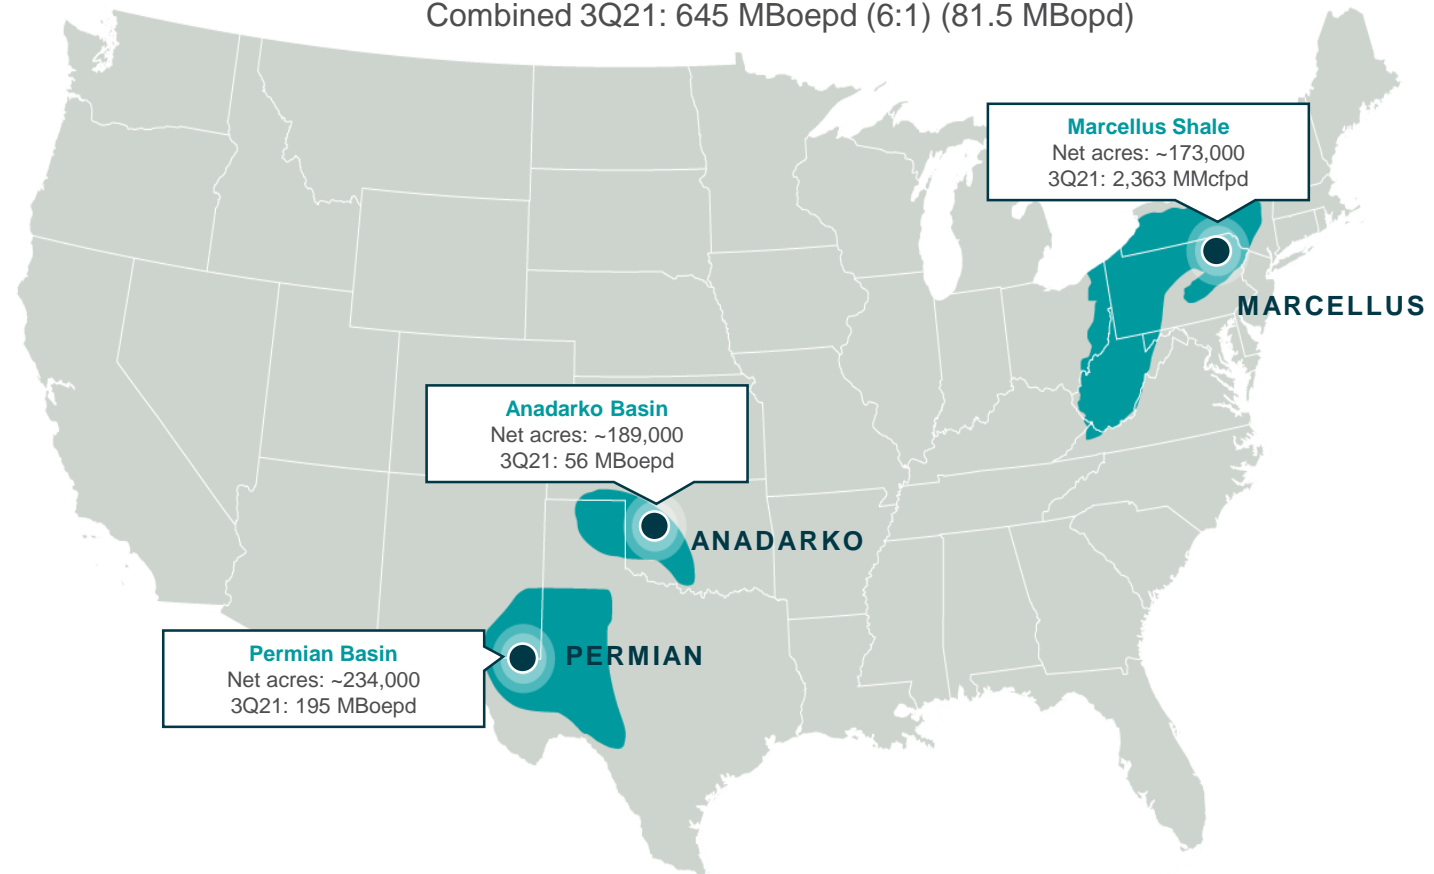 Combined 3Q21: 645 MBoepd (6:1) (81.5 MBopd)
Marcellus Shale
Net acres: ~173,000
3Q21: 2,363 MMcfpd
MARCELLUS
Anadarko Basin
Net acres: ~189,000
3Q21: 56 MBoepd
ANADARKO
Permian Basin
Net acres: ~234,000
3Q21: 195 MBoepd
PERMIAN